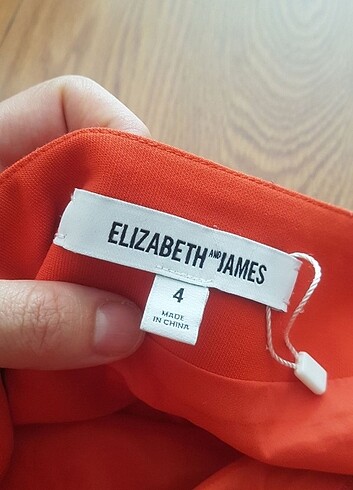 ELIZABETH AND JAMES
4
MADE
IN CHINA